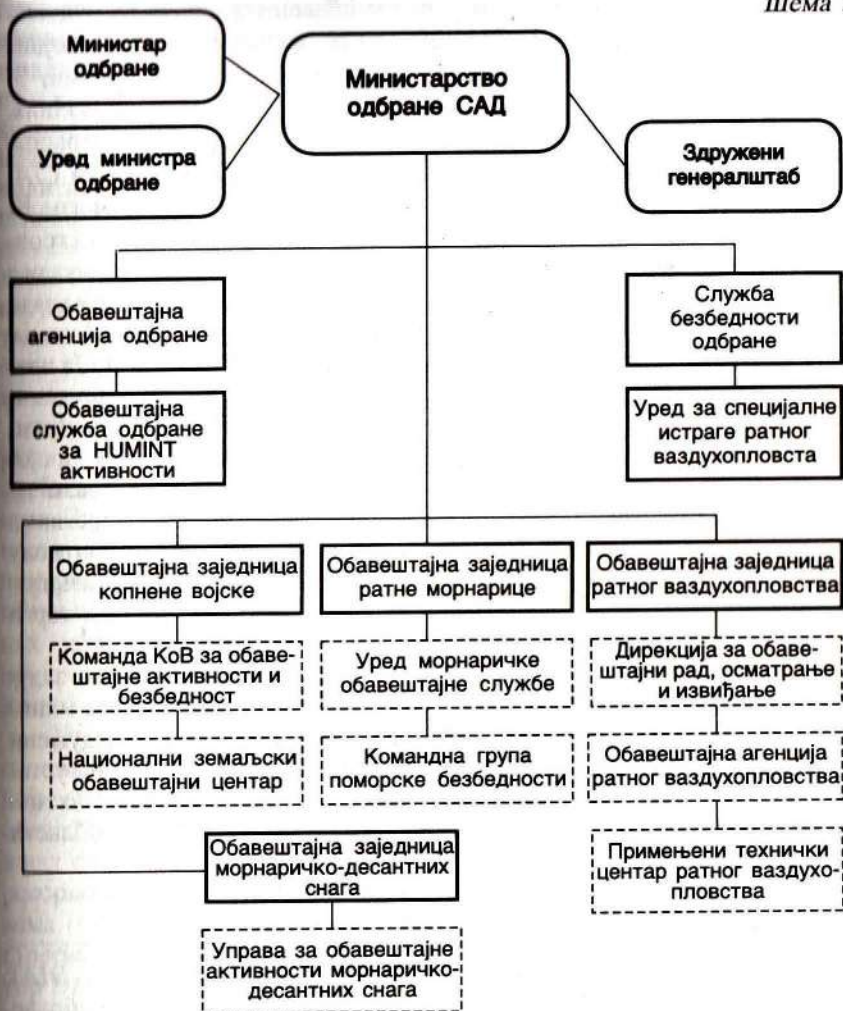 Шема
Министар
одбране
Министарство
одбране САД
Уред министра
одбране
Здружени
генералштаб
Обавештајна
агенција одбране
Служба
безбедности
одбране
Обавештајна
служба одбране
за HUMINT
активности
Уред за специјалне
истраге ратног
ваздухопловста
Обавештајна заједница
копнене војске
Обавештајна заједница
ратне морнарице
Обавештајна заједница
ратног ваздухопловства
Команда КоВ за обаве-
штајне активности и
безбедност
Уред морнаричке
обавештајне службе
Дирекција за обаве-
штајни рад, осматрање
и извиђање
Национални земаљски
обавештајни центар
Командна група
поморске безбедности
Обавештајна агенција
ратног ваздухопловства
Обавештајна заједница
морнаричко-десантних
снага
Примењени технички
центар ратног ваздухо-
пловства
Управа за обавештајне
активности морнаричко-
десантних снага